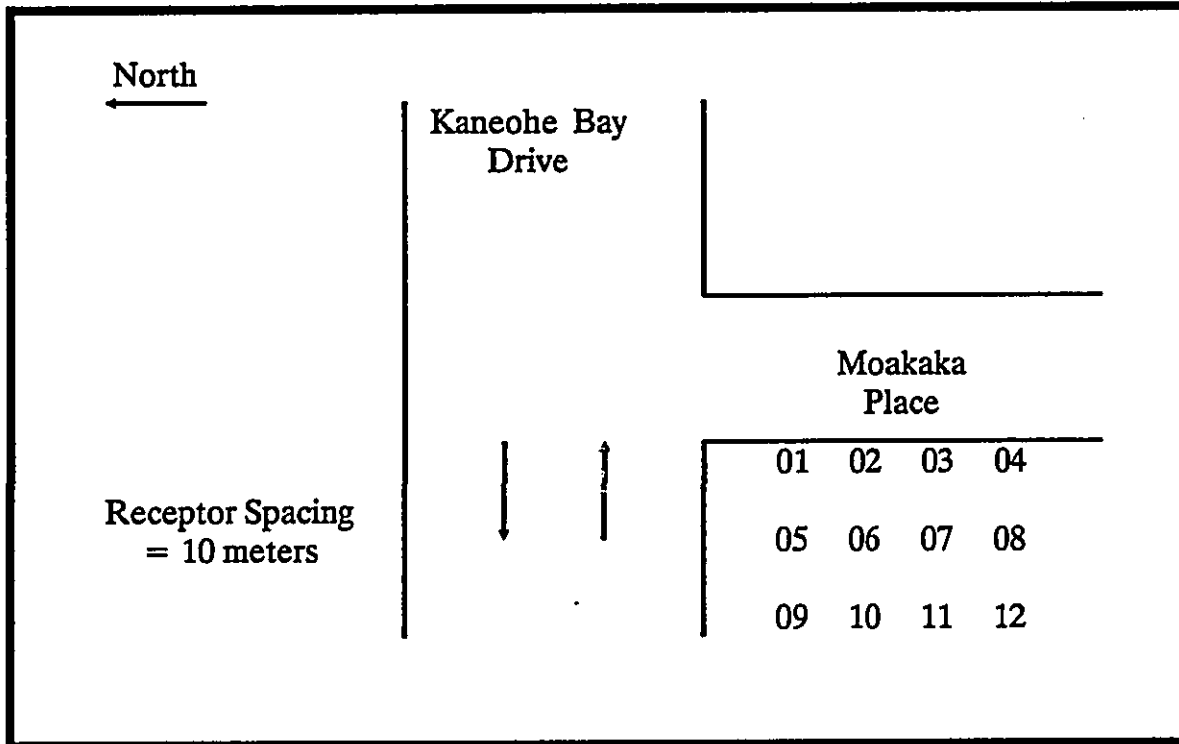 North
Kaneohe Bay
Drive
Moakaka
Place
01 02 03 04
Receptor Spacing
= 10 meters
05 06 07 08
09 10 11 12